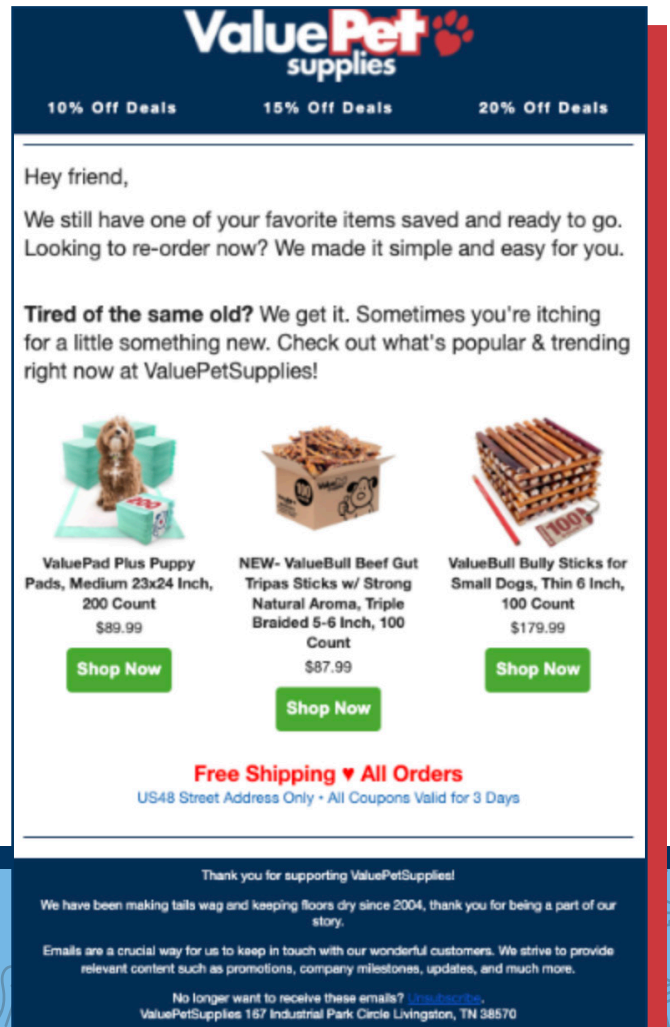 ValuePet
supplies
10% Off Deals
15% Off Deals
20% Off Deals
Hey friend,
We still have one of your favorite items saved and ready to go.
Looking to re-order now? We made it simple and easy for you.
Tired of the same old? We get it. Sometimes you're itching
for a little something new. Check out what's popular & trending
right now at ValuePetSupplies!
200
100
Value Pet
supplies
100
ValuePad Plus Puppy
Pads, Medium 23x24 Inch,
200 Count
$89.99
Shop Now
NEW- ValueBull Beef Gut
Tripas Sticks w/ Strong
Natural Aroma, Triple
Braided 5-6 Inch, 100
Count
$87.99
Shop Now
ValueBull Bully Sticks for
Small Dogs, Thin 6 Inch,
100 Count
$179.99
Shop Now
Free Shipping ♥ All Orders
US48 Street Address Only • All Coupons Valid for 3 Days
Thank you for supporting ValuePetSupplies!
We have been making tails wag and keeping floors dry since 2004, thank you for being a part of our
story.
Emails are a crucial way for us to keep in touch with our wonderful customers. We strive to provide
relevant content such as promotions, company milestones, updates, and much more.
No longer want to receive these emails? Unsubscribe.
ValuePetSupplies 167 Industrial Park Circle Livingston, TN 38570